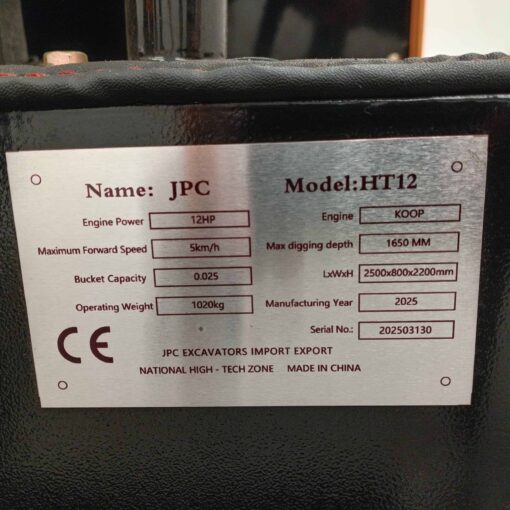 Name: JPC Model:HT12
Engine Power 12HP Engine KOOP
Maximum Forward Speed 5km/h Max digging depth 1650 MM
Bucket Capacity 0.025 LxWxH 2500x800x2200mm
Operating Weight 1020kg Manufacturing Year 2025
Serial No.: 202503130
CE
JPC EXCAVATORS IMPORT EXPORT
NATIONAL HIGH - TECH ZONE MADE IN CHINA